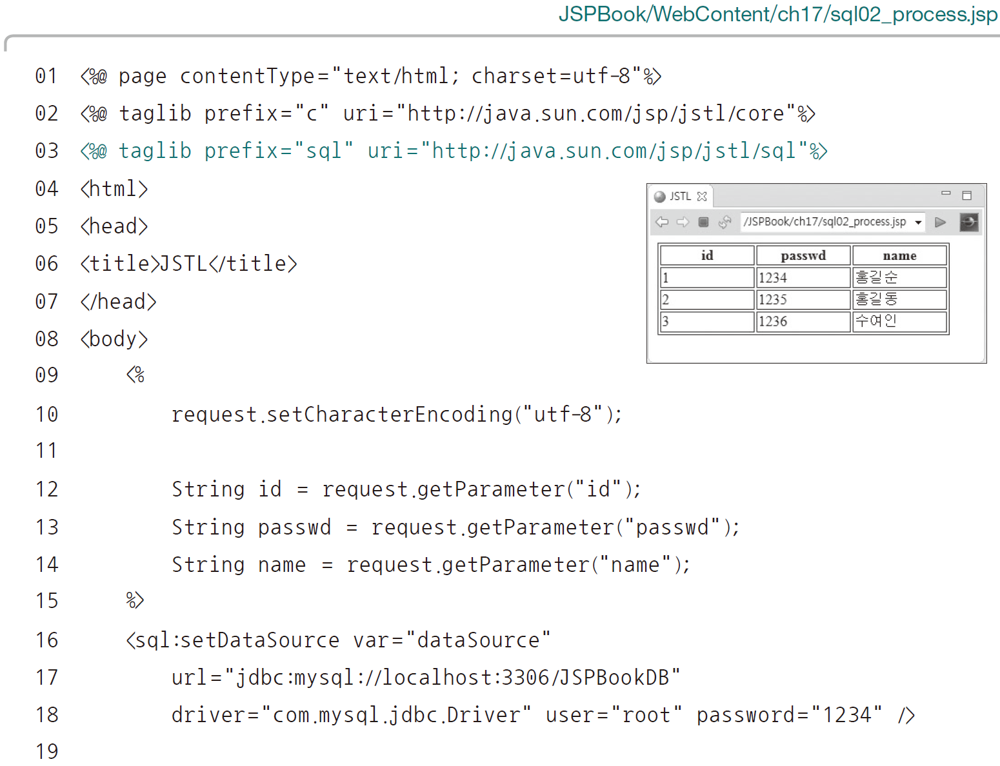 JSPBook/WebContent/ch17/sql02_process.jsp
01 <%@ page contentType="text/html; charset=utf-8"%>
02 <%@ taglib prefix="c" uri="http://java.sun.com/jsp/jstl/core"%>
03 <%@ taglib prefix="sql" uri="http://java.sun.com/jsp/jstl/sql"%>
04 <html>
05 <head>
06 <title>JSTL</title>
07 </head>
08 <body>
09     <%
10         request.setCharacterEncoding("utf-8");
11
12         String id = request.getParameter("id");
13         String passwd = request.getParameter("passwd");
14         String name = request.getParameter("name");
15     %>
16     <sql:setDataSource var="dataSource"
17         url="jdbc:mysql://localhost:3306/JSPBookDB"
18         driver="com.mysql.jdbc.Driver" user="root" password="1234" />
19
JSTL
/JSPBook/ch17/sql02_process.jsp
id passwd name
1 1234 홍길순
2 1235 홍길동
3 1236 수여인